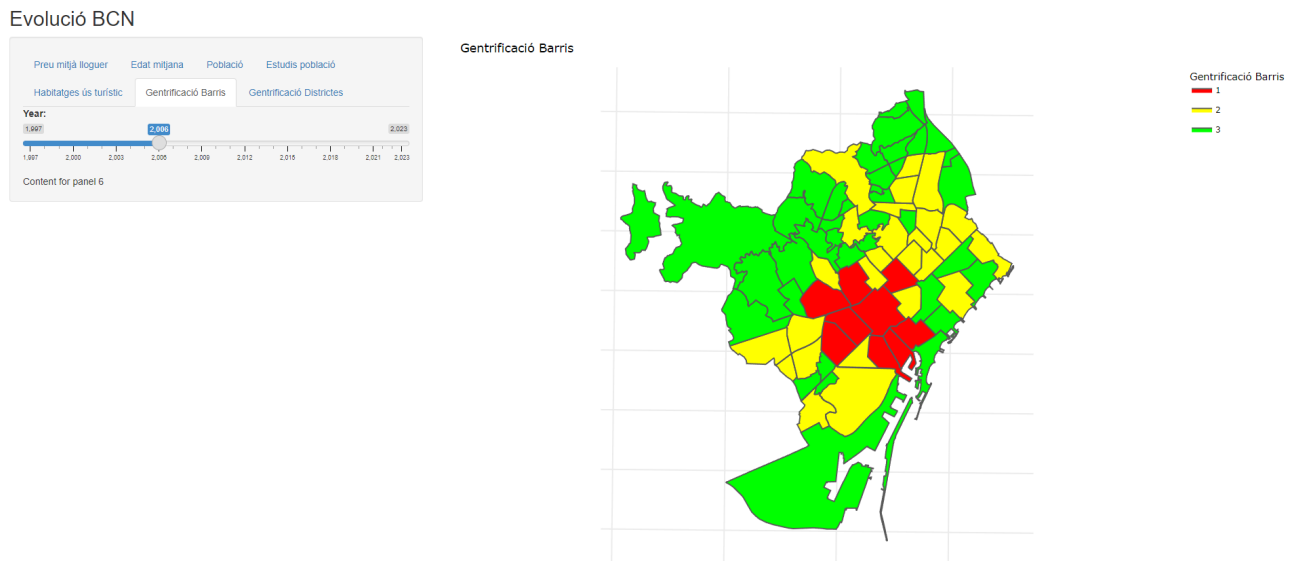 Evolució BCN
Preu mitjà lloguer Edat mitjana Població Estudis població
Habitatges ús turístic Gentrificació Barris Gentrificació Districtes
Year:
1.997 2,006 2.023
1.997 2.000 2.003 2.006 2.009 2.012 2.015 2.018 2.021 2.023
Content for panel 6
Gentrificació Barris
Gentrificació Barris
1
2
3